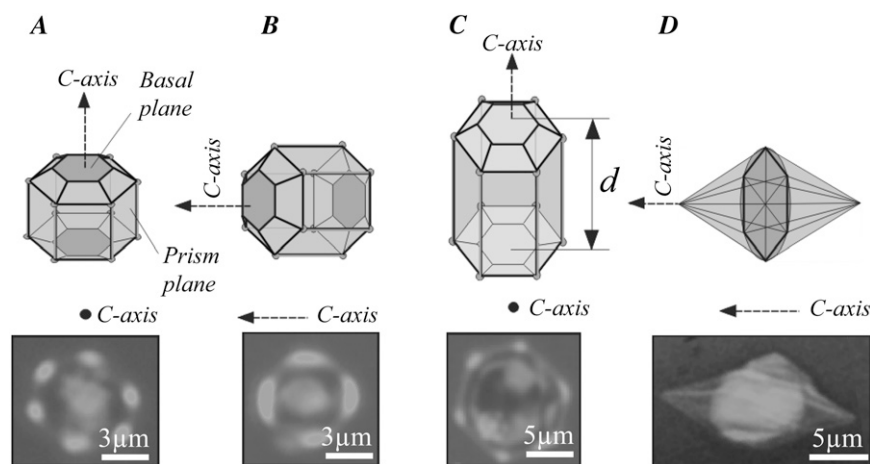 A
B
C
D
C-axis
Basal
plane
C-axis
Prism
plane
C-axis
d
C-axis
C-axis
C-axis
C-axis
C-axis
3µm
3µm
5µm
5µm